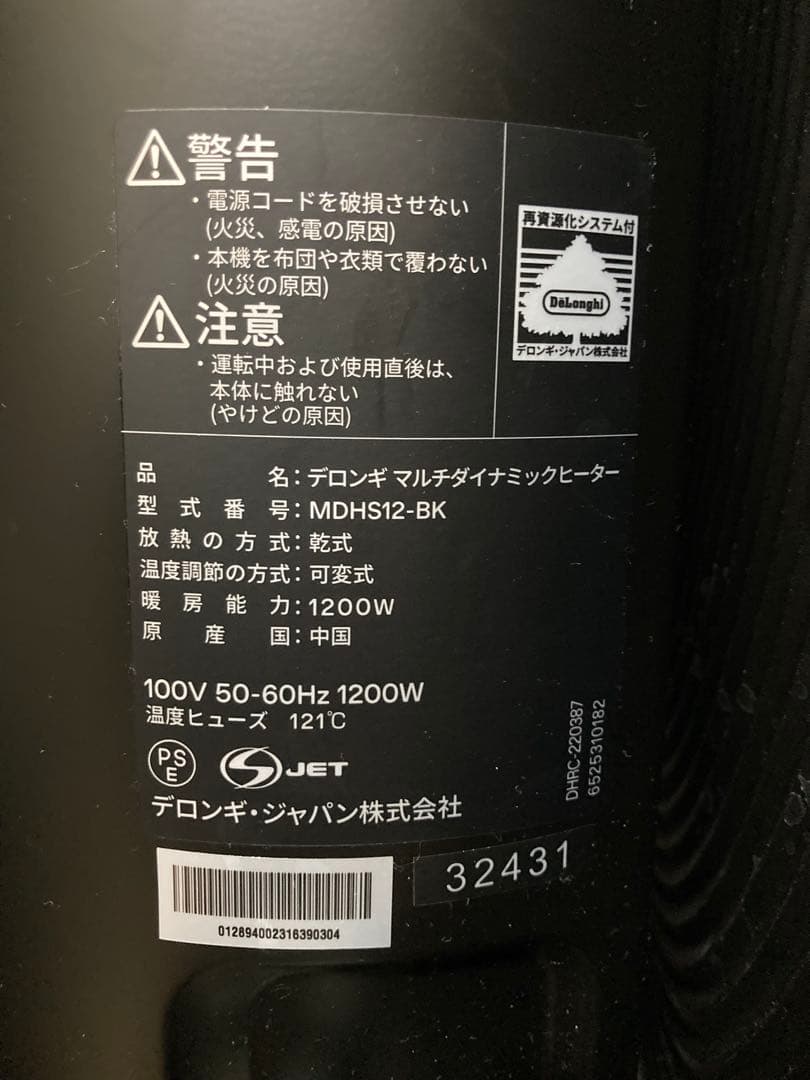 警告
・電源コードを破損させない
(火災、感電の原因)
・本機を布団や衣類で覆わない
(火災の原因)
注意
・運転中および使用直後は、
本体に触れない
(やけどの原因)
再資源化システム付
DeLonghi
デロンギ・ジャパン株式会社
品名：デロンギ マルチダイナミックヒーター
型式番号：MDHS12-BK
放熱の方式：乾式
温度調節の方式：可変式
暖房能力：1200W
原産国：中国
100V 50-60Hz 1200W
温度ヒューズ 121℃
PS
E
JET
デロンギ・ジャパン株式会社
DHRC-220387
6525310182
32431
012894002316390304